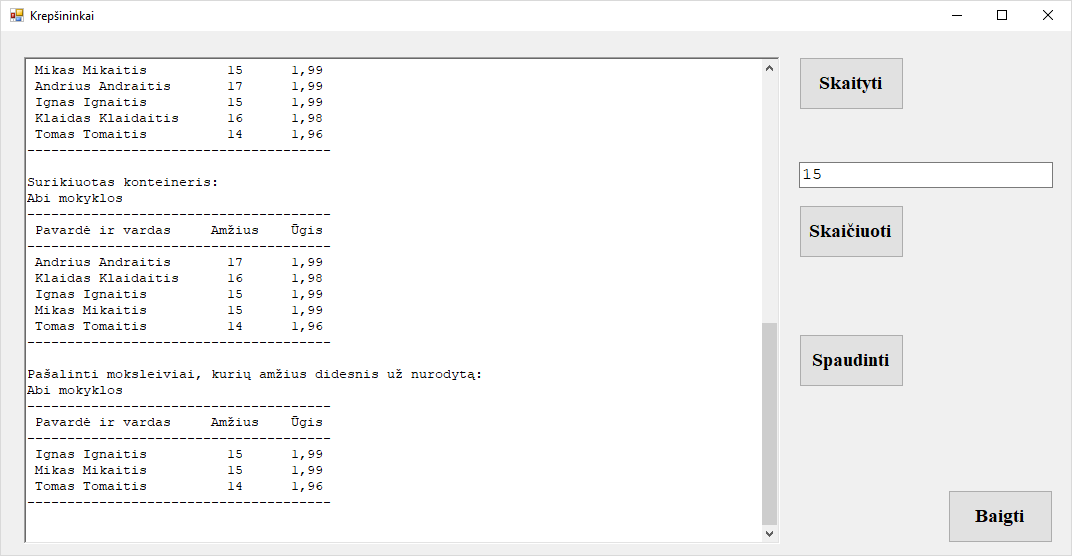 Krepšininkai
Mikas Mikaitis 15 1,99
Andrius Andraitis 17 1,99
Ignas Ignaitis 15 1,99
Klaidas Klaidaitis 16 1,98
Tomas Tomaitis 14 1,96
--------------------------------------
Surikiuotas konteineris:
Abi mokyklos
--------------------------------------
Pavardė ir vardas Amžius Ūgis
--------------------------------------
Andrius Andraitis 17 1,99
Klaidas Klaidaitis 16 1,98
Ignas Ignaitis 15 1,99
Mikas Mikaitis 15 1,99
Tomas Tomaitis 14 1,96
--------------------------------------
Pašalinti moksleiviai, kurių amžius didesnis už nurodytą:
Abi mokyklos
--------------------------------------
Pavardė ir vardas Amžius Ūgis
--------------------------------------
Ignas Ignaitis 15 1,99
Mikas Mikaitis 15 1,99
Tomas Tomaitis 14 1,96
--------------------------------------
Skaityti
15
Skaičiuoti
Spaudinti
Baigti